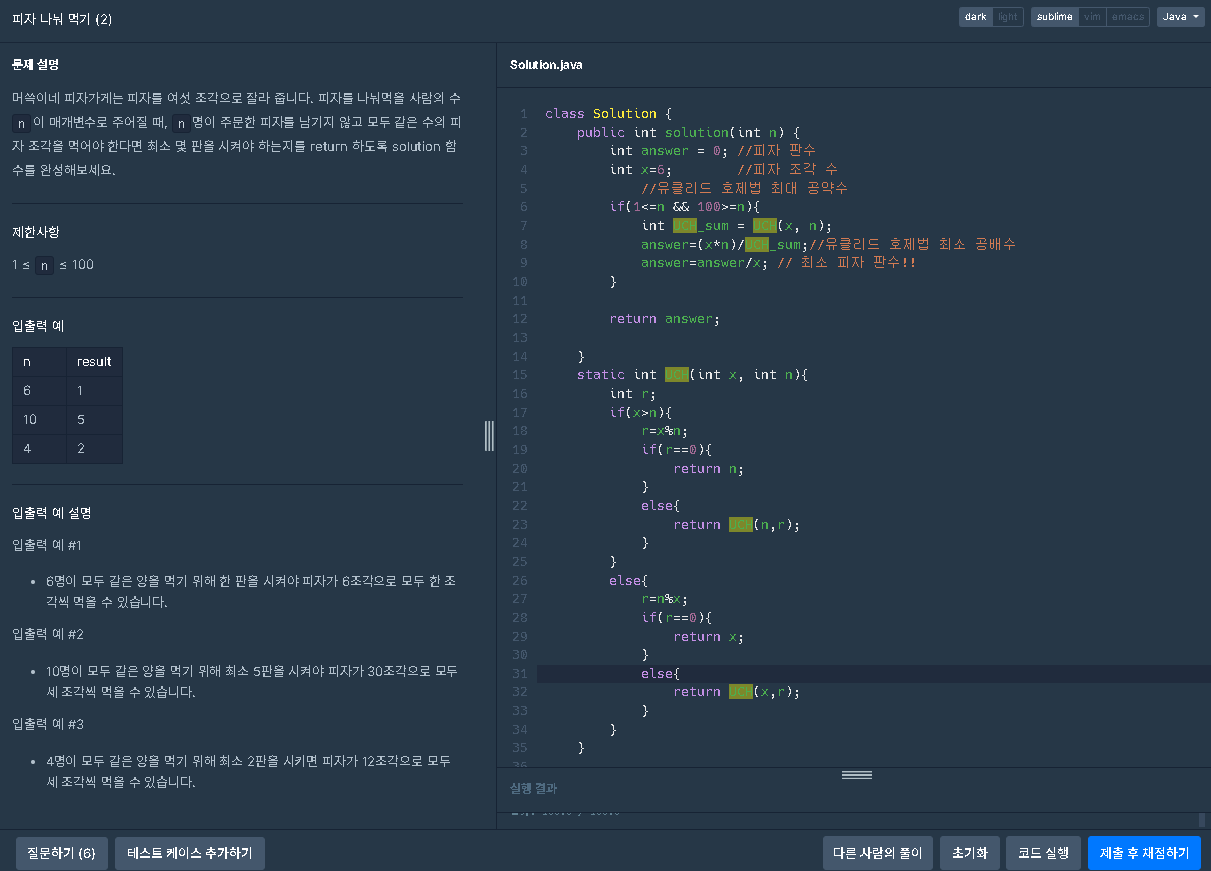 피자 나눠 먹기 (2)
dark light sublime vim emacs Java
문제 설명
머쓱이네 피자가게는 피자를 여섯 조각으로 잘라 줍니다. 피자를 나눠먹을 사람의 수
n 이 매개변수로 주어질 때, n 명이 주문한 피자를 남기지 않고 모두 같은 수의 피
자 조각을 먹어야 한다면 최소 몇 판을 시켜야 하는지를 return 하도록 solution 함
수를 완성해보세요.
제한사항
1 ≤ n ≤ 100
입출력 예
n result
6 1
10 5
4 2
입출력 예 설명
입출력 예 #1
• 6명이 모두 같은 양을 먹기 위해 한 판을 시켜야 피자가 6조각으로 모두 한 조
각씩 먹을 수 있습니다.
입출력 예 #2
• 10명이 모두 같은 양을 먹기 위해 최소 5판을 시켜야 피자가 30조각으로 모두
세 조각씩 먹을 수 있습니다.
입출력 예 #3
• 4명이 모두 같은 양을 먹기 위해 최소 2판을 시키면 피자가 12조각으로 모두
세 조각씩 먹을 수 있습니다.
Solution.java
1 class Solution {
2 public int solution(int n) {
3 int answer = 0; //피자 판수
4 int x=6; //피자 조각 수
5 //유클리드 호제법 최대 공약수
6 if(1<=n && 100>=n){
7 int UCH_sum = UCH(x, n);
8 answer=(x*n)/UCH_sum;//유클리드 호제법 최소 공배수
9 answer=answer/x; // 최소 피자 판수!!
10 }
11
12 return answer;
13
14 }
15 static int UCH(int x, int n){
16 int r;
17 if(x>n){
18 r=x%n;
19 if(r==0){
20 return n;
21 }
22 else{
23 return UCH(n,r);
24 }
25 }
26 else{
27 r=n%x;
28 if(r==0){
29 return x;
30 }
31 else{
32 return UCH(x,r);
33 }
34 }
35 }
실행 결과
질문하기 (6) 테스트 케이스 추가하기 다른 사람의 풀이 초기화 코드 실행 제출 후 채점하기